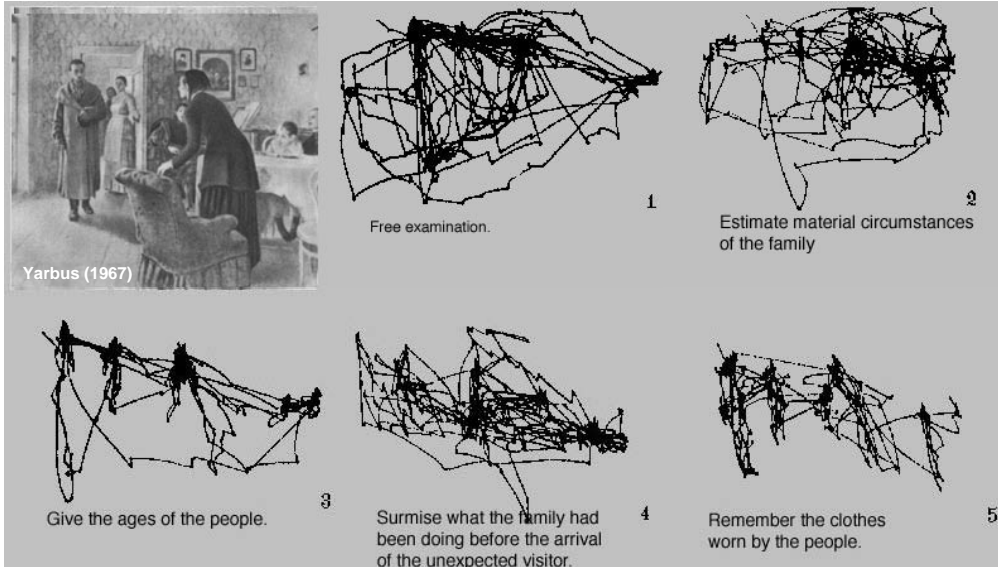 Yarbus (1967)
1
Free examination.
2
Estimate material circumstances
of the family
3
Give the ages of the people.
4
Surmise what the family had
been doing before the arrival
of the unexpected visitor.
5
Remember the clothes
worn by the people.